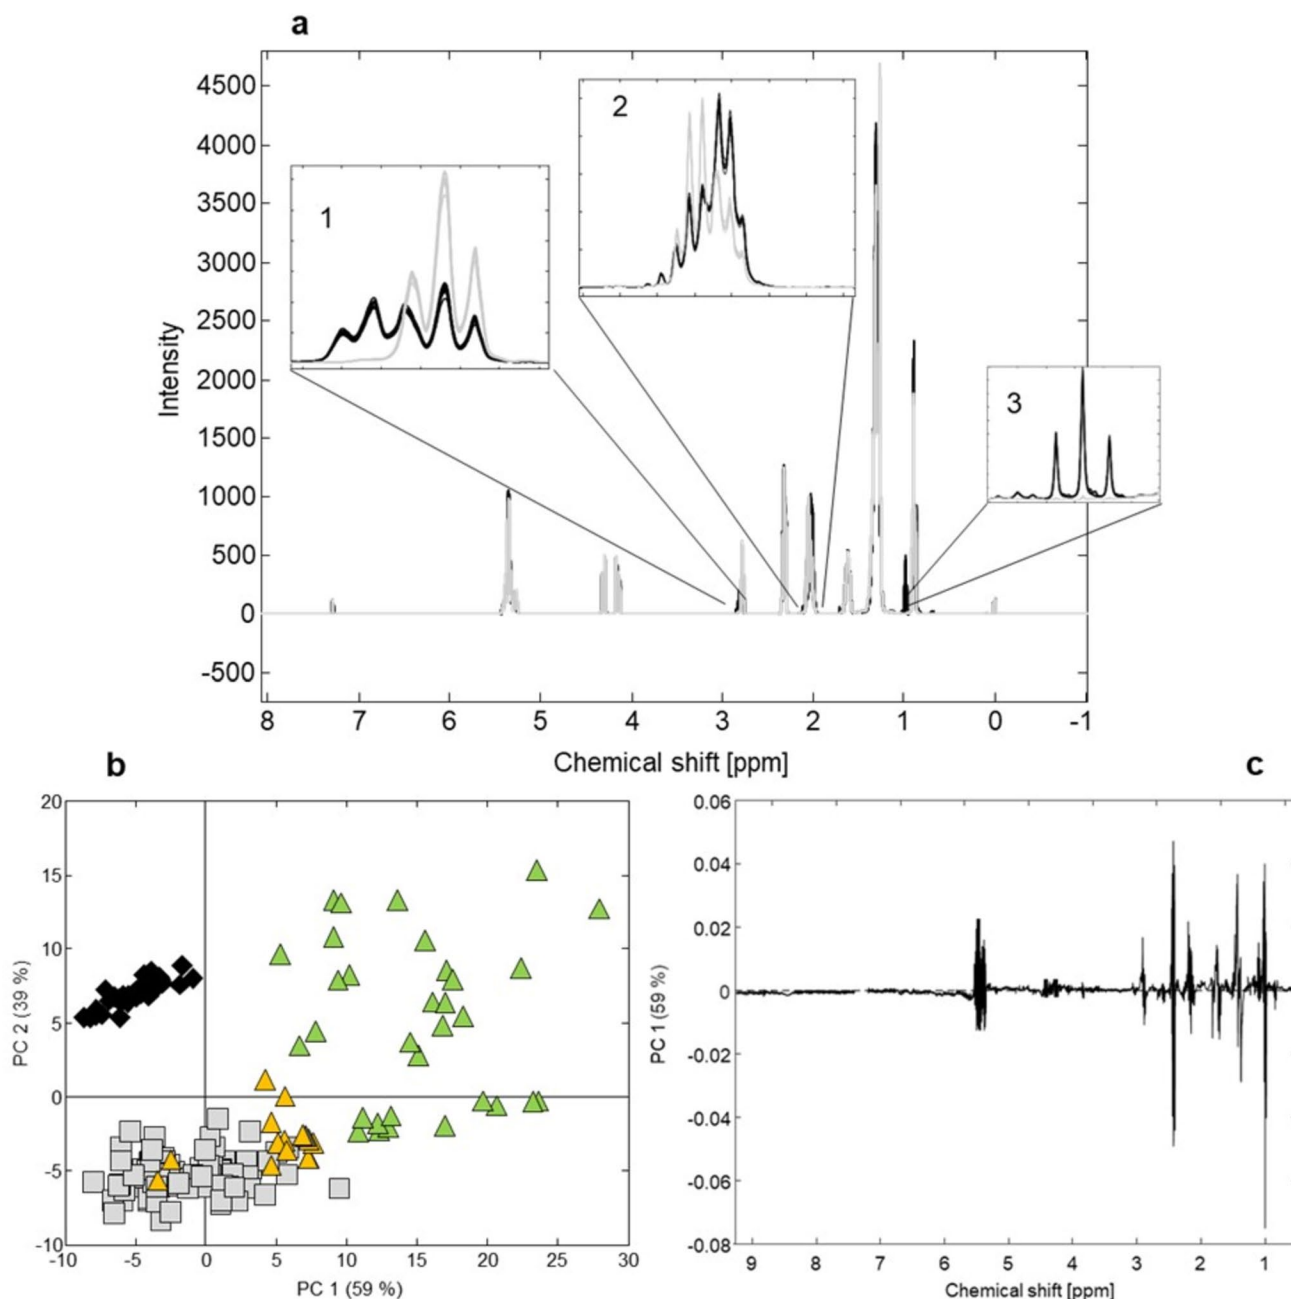 a
4500
4000
3500
3000
2500
2000
1500
1000
500
0
-500
Intensity
1
2
3
8 7 6 5 4 3 2 1 0 -1
Chemical shift [ppm]
b
20
15
10
5
0
-5
-10
PC 2 (39 %)
-10 -5 0 5 10 15 20 25 30
PC 1 (59 %)
c
0.06
0.04
0.02
0
-0.02
-0.04
-0.06
-0.08
PC 1 (59 %)
9 8 7 6 5 4 3 2 1
Chemical shift [ppm]